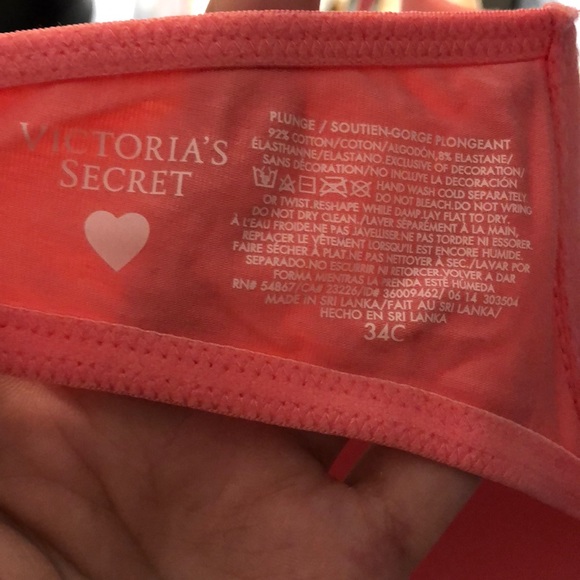 VICTORIA'S
SECRET
PLUNGE / SOUTIEN-GORGE PLONGEANT
92% COTTON/COTON/ALGODÓN, 8% ELASTANE/
ÉLASTHANNE/ELASTANO. EXCLUSIVE OF DECORATION/
SANS DÉCORATION/NO INCLUYE LA DECORACIÓN
HAND WASH COLD SEPARATELY
DO NOT BLEACH. DO NOT WRING
OR TWIST. RESHAPE WHILE DAMP. LAY FLAT TO DRY.
DO NOT DRY CLEAN. / LAVER SÉPARÉMENT À LA MAIN,
À L'EAU FROIDE. NE PAS JAVELLISER. NE PAS TORDRE NI ESSORER.
REPLACER LE VÊTEMENT LORSQU'IL EST ENCORE HUMIDE.
FAIRE SÉCHER À PLAT NE PAS NETTOYER À SEC. / LAVAR POR
SEPARADO. NO ESCURRIR NI RETORCER. VOLVER A DAR
FORMA MIENTRAS LA PRENDA ESTÉ HÚMEDA
RN# 54867/CA# 23226/ID# 36009462/ 06 14 303504
MADE IN SRI LANKA/FAIT AU SRI LANKA/
HECHO EN SRI LANKA
34C